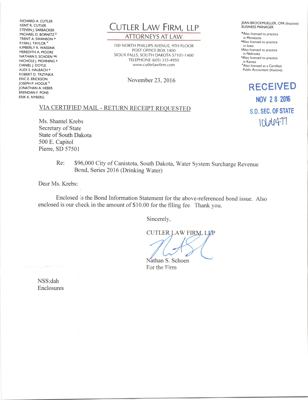 RICHARD A. CUTLER
KENT R. CUTLER
STEVEN J. SARBACKER
MICHAEL D. BORNITZ
TRENT A. SWANSON
RYAN J. TAYLOR
KIMBERLY R. WASSINK
MEREDITH A. MOORE
NATHAN S. SCHOEN
NICHOLE J. MOHNING
DANIEL J. DOYLE
ALEX S. HALBACH
ROBERT D. TRZYNKA
ERIC D. ERICKSON
JOSEPH P. HOGUE
JONATHAN A. HEBER
BRENDAN F. PONS
ERIK K. NYBERG
CUTLER LAW FIRM, LLP
ATTORNEYS AT LAW
100 NORTH PHILLIPS AVENUE, 9TH FLOOR
POST OFFICE BOX 1400
SIOUX FALLS, SOUTH DAKOTA 57101-1400
TELEPHONE (605) 335-4950
www.cutlerlawfirm.com
JEAN BROCKMUELLER, CPA (Inactive)
BUSINESS MANAGER
Also licensed to practice
in Minnesota
Also licensed to practice
in Iowa
Also licensed to practice
in Nebraska
Also licensed to practice
in Kansas
Also licensed as a Certified
Public Accountant (Inactive)
November 23, 2016
RECEIVED
NOV 28 2016
S.D. SEC. OF STATE
VIA CERTIFIED MAIL - RETURN RECEIPT REQUESTED
Ms. Shantel Krebs
Secretary of State
State of South Dakota
500 E. Capitol
Pierre, SD 57501
Re: $96,000 City of Canistota, South Dakota, Water System Surcharge Revenue
Bond, Series 2016 (Drinking Water)
Dear Ms. Krebs:
Enclosed is the Bond Information Statement for the above-referenced bond issue. Also
enclosed is our check in the amount of $10.00 for the filing fee. Thank you.
Sincerely,
CUTLER LAW FIRM, LLP
Nathan S. Schoen
For the Firm
NSS:dah
Enclosures